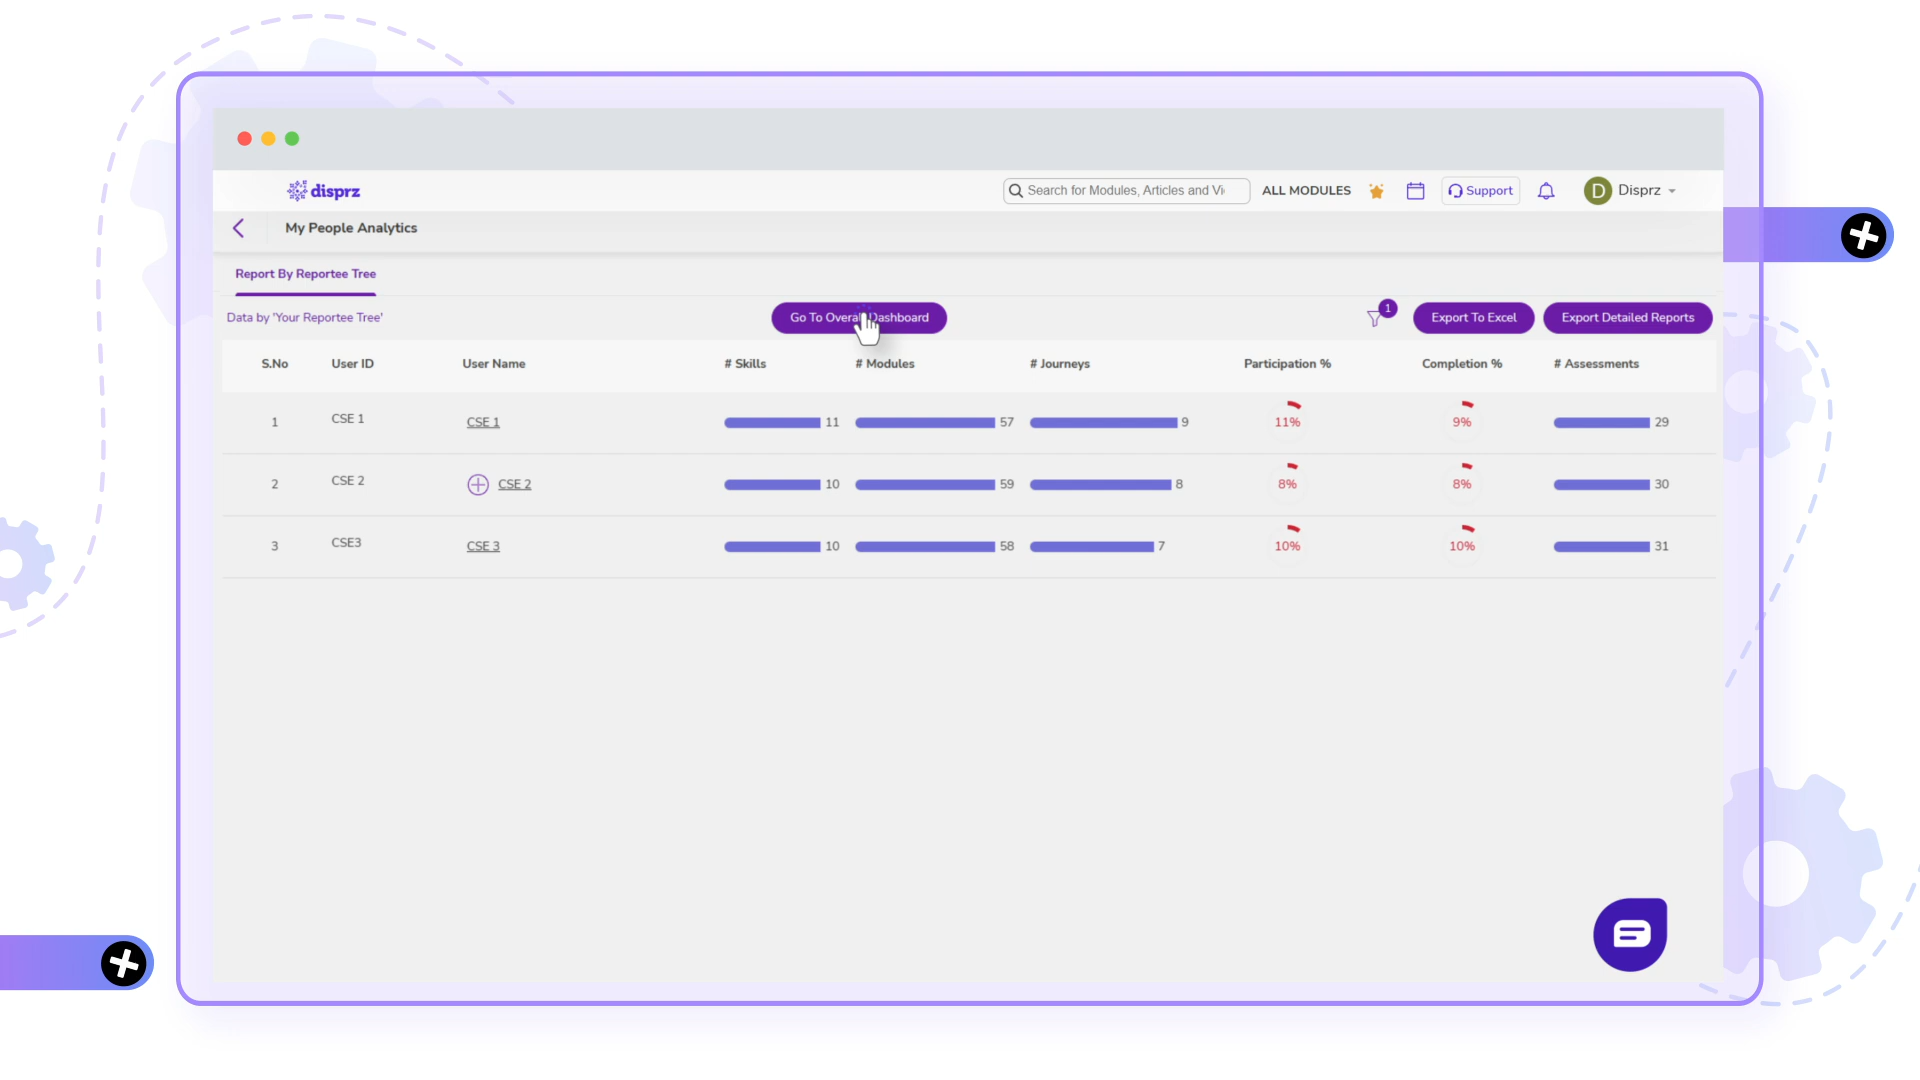 disprz
Search for Modules, Articles and Vi
ALL MODULES
Support
D
Disprz
My People Analytics
Report By Reportee Tree
Data by 'Your Reportee Tree'
Go To Overall Dashboard
1
Export To Excel
Export Detailed Reports
S.No User ID User Name # Skills # Modules # Journeys Participation % Completion % # Assessments
1 CSE 1 CSE 1 11 57 9 11% 9% 29
2 CSE 2 CSE 2 10 59 8 8% 8% 30
3 CSE3 CSE 3 10 58 7 10% 10% 31